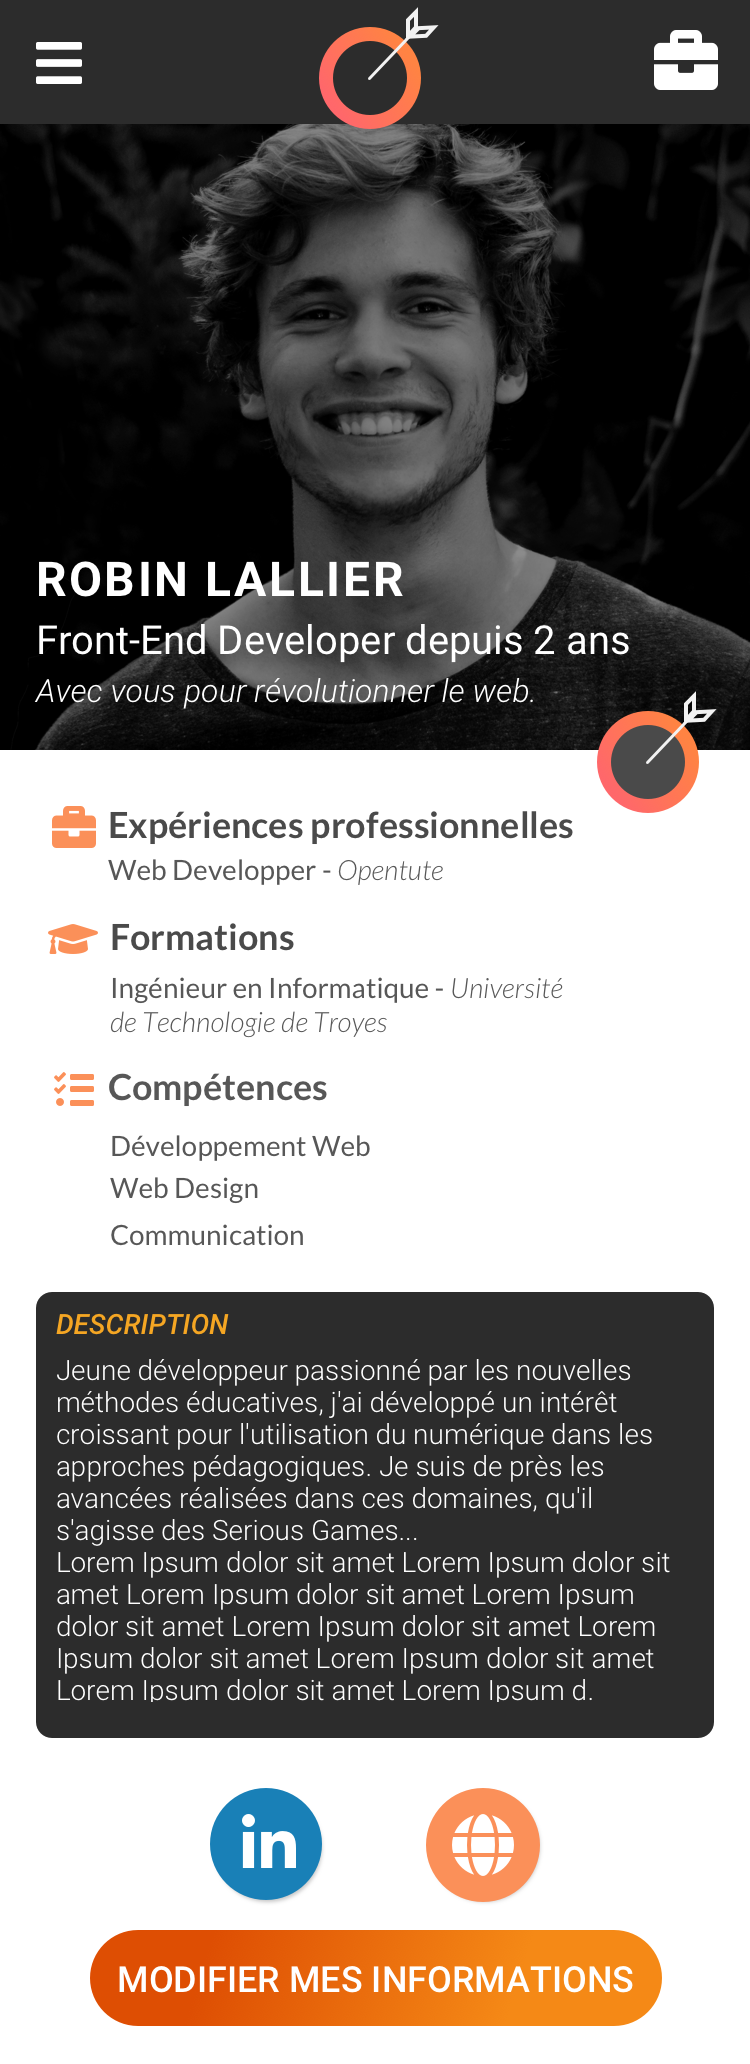 ROBIN LALLIER
Front-End Developer depuis 2 ans
Avec vous pour révolutionner le web.
Expériences professionnelles
Web Developper - Opentute
Formations
Ingénieur en Informatique - Université
de Technologie de Troyes
Compétences
Développement Web
Web Design
Communication
DESCRIPTION
Jeune développeur passionné par les nouvelles
méthodes éducatives, j'ai développé un intérêt
croissant pour l'utilisation du numérique dans les
approches pédagogiques. Je suis de près les
avancées réalisées dans ces domaines, qu'il
s'agisse des Serious Games...
Lorem Ipsum dolor sit amet Lorem Ipsum dolor sit
amet Lorem Ipsum dolor sit amet Lorem Ipsum
dolor sit amet Lorem Ipsum dolor sit amet Lorem
Ipsum dolor sit amet Lorem Ipsum dolor sit amet
Lorem Ipsum dolor sit amet Lorem Ipsum d.
in
MODIFIER MES INFORMATIONS